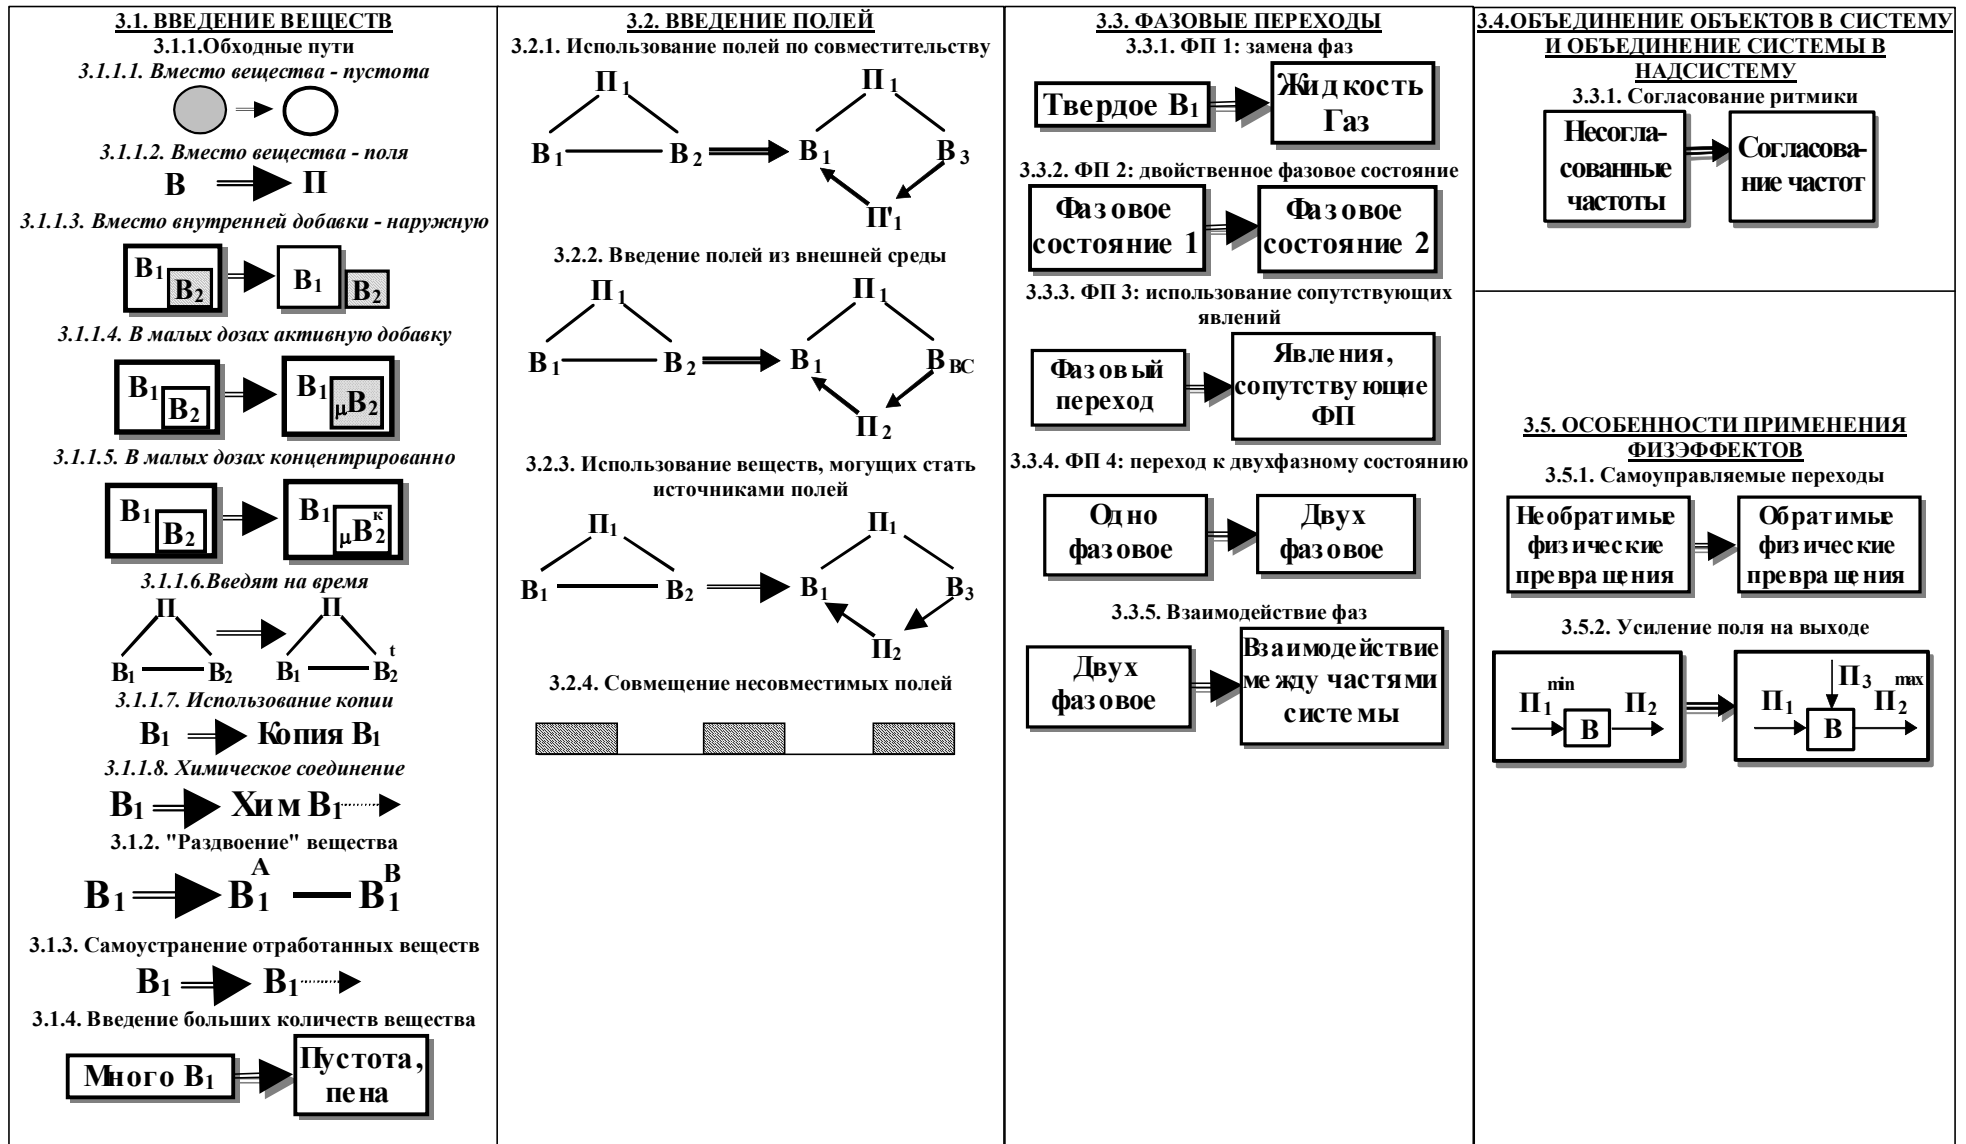 3.1. ВВЕДЕНИЕ ВЕЩЕСТВ
3.1.1.Обходные пути
3.1.1.1. Вместо вещества - пустота
3.1.1.2. Вместо вещества - поля
В П
3.1.1.3. Вместо внутренней добавки - наружную
В1 В2 В1 В2
3.1.1.4. В малых дозах активную добавку
В1 В2 В1 μВ2
3.1.1.5. В малых дозах концентрированно
В1 В2 В1 μВ2к
3.1.1.6.Введят на время
П П
В1 В2 В1 В2t
3.1.1.7. Использование копии
В1 Копия В1
3.1.1.8. Химическое соединение
В1 Хим В1
3.1.2. "Раздвоение" вещества
В1 В1А В1В
3.1.3. Самоустранение отработанных веществ
В1 В1
3.1.4. Введение больших количеств вещества
Много В1
Пустота,
пена
3.2. ВВЕДЕНИЕ ПОЛЕЙ
3.2.1. Использование полей по совместительству
П1 П1
В1 В2 В1 В3
П'1
3.2.2. Введение полей из внешней среды
П1 П1
В1 В2 В1 ВВС
П2
3.2.3. Использование веществ, могущих стать
источниками полей
П1 П1
В1 В2 В1 В3
П2
3.2.4. Совмещение несовместимых полей
3.3. ФАЗОВЫЕ ПЕРЕХОДЫ
3.3.1. ФП 1: замена фаз
Твердое В1
Жидкость
Газ
3.3.2. ФП 2: двойственное фазовое состояние
Фазовое
состояние 1
Фазовое
состояние 2
3.3.3. ФП 3: использование сопутствующих
явлений
Фазовый
переход
Явления,
сопутствующие
ФП
3.3.4. ФП 4: переход к двухфазному состоянию
Одно
фазовое
Двух
фазовое
3.3.5. Взаимодействие фаз
Двух
фазовое
Взаимодействие
между частями
системы
3.4.ОБЪЕДИНЕНИЕ ОБЪЕКТОВ В СИСТЕМУ
И ОБЪЕДИНЕНИЕ СИСТЕМЫ В
НАДСИСТЕМУ
3.3.1. Согласование ритмики
Несогла-
сованные
частоты
Согласова-
ние частот
3.5. ОСОБЕННОСТИ ПРИМЕНЕНИЯ
ФИЗЭФФЕКТОВ
3.5.1. Самоуправляемые переходы
Необратимые
физические
превращения
Обратимые
физические
превращения
3.5.2. Усиление поля на выходе
П1min В П2
П1 П3 В П2max